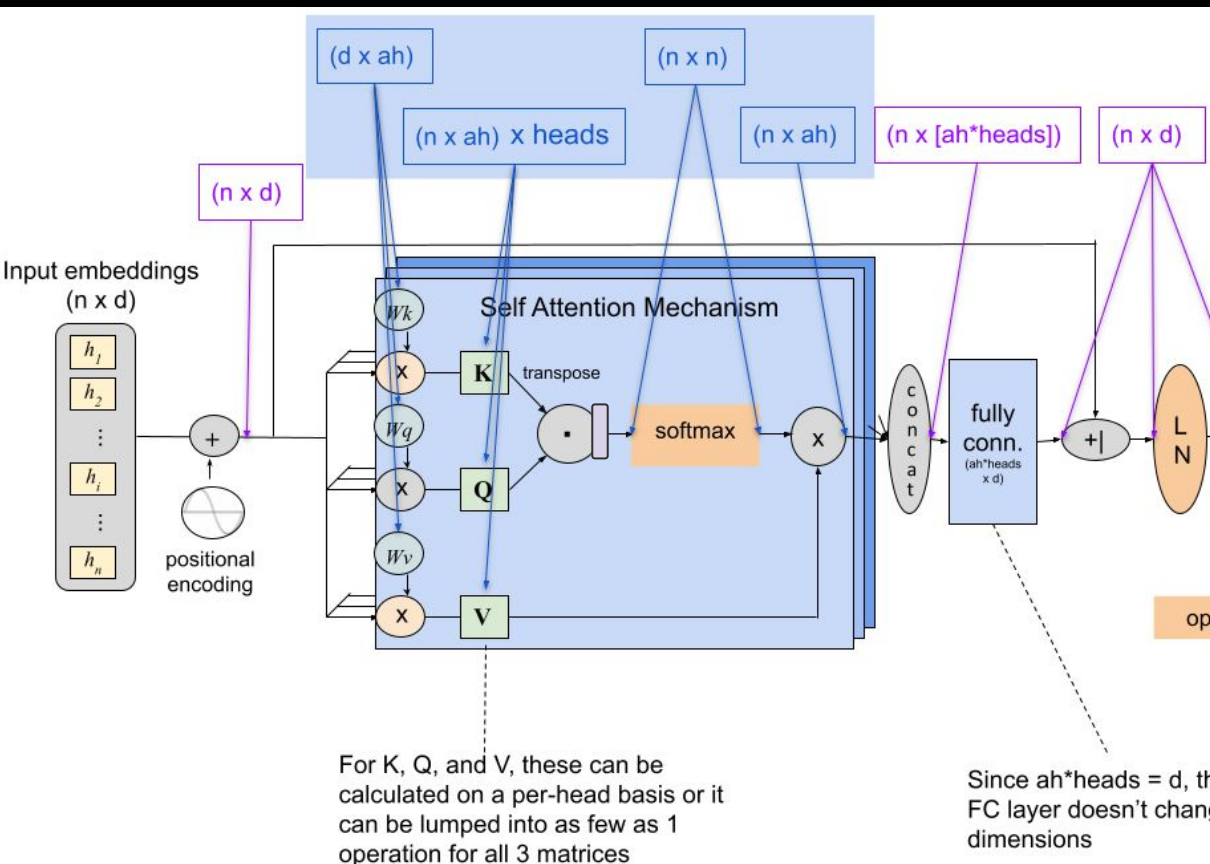 (d x ah)
(n x n)
(n x ah) x heads
(n x ah)
(n x [ah*heads])
(n x d)
(n x d)
Input embeddings
(n x d)
h1
h2
⋮
hi
⋮
hn
+
positional
encoding
Self Attention Mechanism
Wk
x
K
transpose
Wq
x
Q
Wv
x
V
·
softmax
x
concat
fully
conn.
(ah*heads
x d)
+|
L
N
For K, Q, and V, these can be
calculated on a per-head basis or it
can be lumped into as few as 1
operation for all 3 matrices
Since ah*heads = d,
FC layer doesn't
dimensions